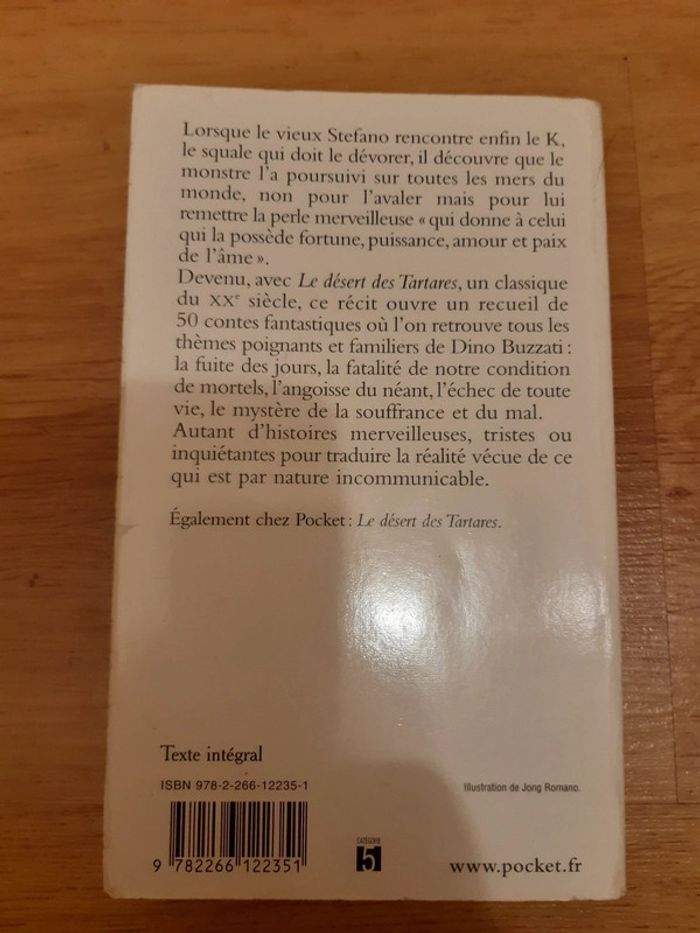 Lorsque le vieux Stefano rencontre enfin le K,
le squale qui doit le dévorer, il découvre que le
monstre l'a poursuivi sur toutes les mers du
monde, non pour l'avaler mais pour lui
remettre la perle merveilleuse « qui donne à celui
qui la possède fortune, puissance, amour et paix
de l'âme ».
Devenu, avec Le désert des Tartares, un classique
du XXe siècle, ce récit ouvre un recueil de
50 contes fantastiques où l'on retrouve tous les
thèmes poignants et familiers de Dino Buzzati :
la fuite des jours, la fatalité de notre condition
de mortels, l'angoisse du néant, l'échec de toute
vie, le mystère de la souffrance et du mal.
Autant d'histoires merveilleuses, tristes ou
inquiétantes pour traduire la réalité vécue de ce
qui est par nature incommunicable.
Également chez Pocket : Le désert des Tartares.
Texte intégral
ISBN 978-2-266-12235-1
Illustration de Jong Romano.
9 782266 122351
CATÉGORIE
5
www.pocket.fr